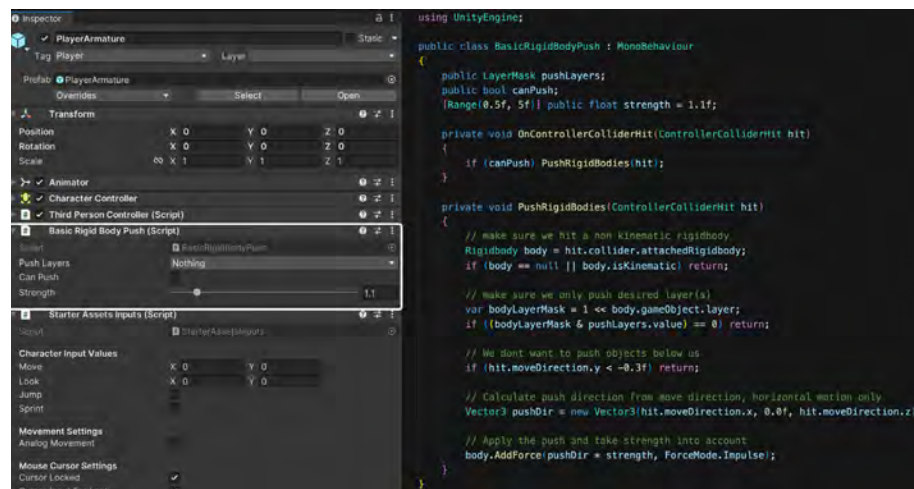 Inspector
PlayerArmature
Static
Tag Player
Layer
Prefab PlayerArmature
Overrides
Select
Open
Transform
Position X 0 Y 0 Z 0
Rotation X 0 Y 0 Z 0
Scale X 1 Y 1 Z 1
Animator
Character Controller
Third Person Controller (Script)
Basic Rigid Body Push (Script)
Script BasicRigidBodyPush
Push Layers Nothing
Can Push
Strength 1.1
Starter Assets Inputs (Script)
Script StarterAssetsInputs
Character Input Values
Move X 0 Y 0
Look X 0 Y 0
Jump
Sprint
Movement Settings
Analog Movement
Mouse Cursor Settings
Cursor Locked
using UnityEngine;
public class BasicRigidBodyPush : MonoBehaviour
{
public LayerMask pushLayers;
public bool canPush;
[Range(0.5f, 5f)] public float strength = 1.1f;
private void OnControllerColliderHit(ControllerColliderHit hit)
{
if (canPush) PushRigidBodies(hit);
}
private void PushRigidBodies(ControllerColliderHit hit)
{
// make sure we hit a non kinematic rigidbody
Rigidbody body = hit.collider.attachedRigidbody;
if (body == null || body.isKinematic) return;
// make sure we only push desired layer(s)
var bodyLayerMask = 1 << body.gameObject.layer;
if ((bodyLayerMask & pushLayers.value) == 0) return;
// We dont want to push objects below us
if (hit.moveDirection.y < -0.3f) return;
// Calculate push direction from move direction, horizontal motion only
Vector3 pushDir = new Vector3(hit.moveDirection.x, 0.0f, hit.moveDirection.z
// Apply the push and take strength into account
body.AddForce(pushDir * strength, ForceMode.Impulse);
}
}